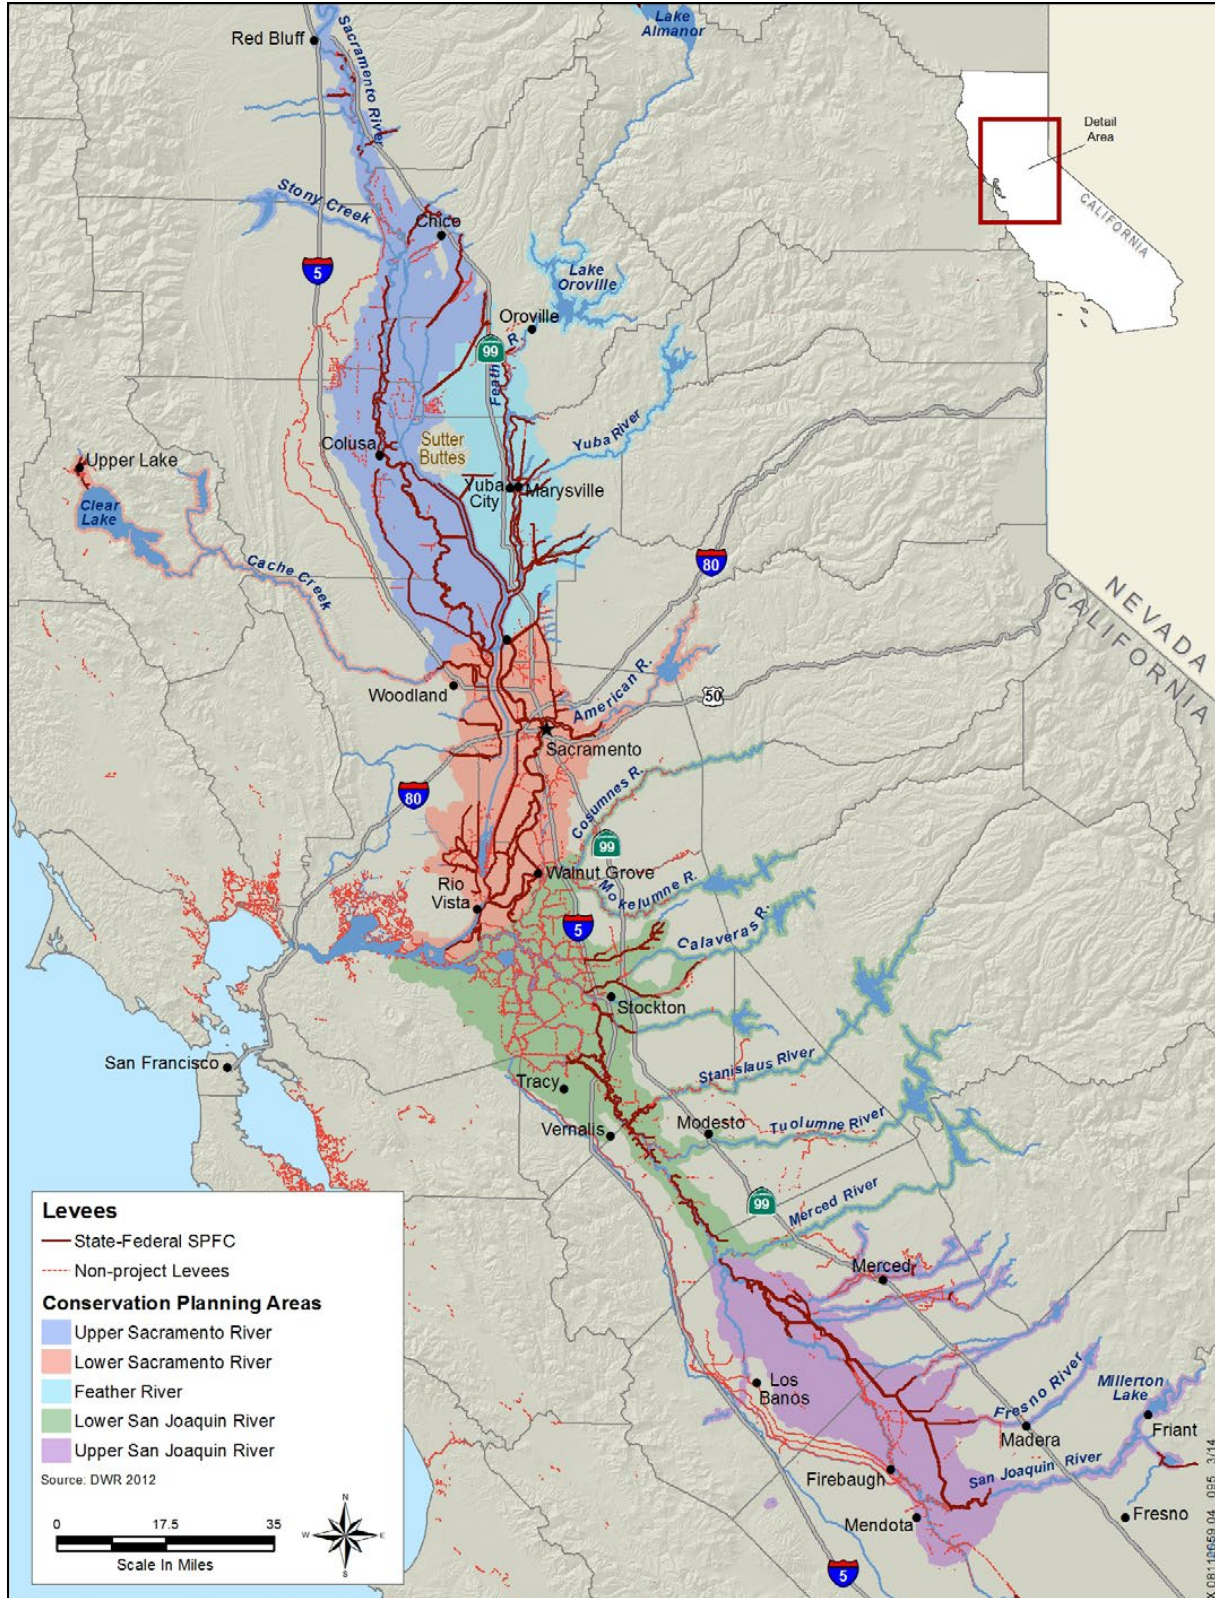 Lake
Almanor
Red Bluff
Sacramento River
Detail
Area
CALIFORNIA
Stony Creek
Chico
5
Lake
Oroville
Oroville
99
Feath R.
Yuba River
Colusa
Sutter
Buttes
Upper Lake
Yuba
City
Marysville
Clear
Lake
Cache Creek
80
NEVADA
CALIFORNIA
Woodland
American R.
50
Sacramento
80
Cosumnes R.
99
Walnut Grove
Rio
Vista
Mokelumne R.
5
Calaveras R.
Stockton
San Francisco
Stanislaus River
Tracy
Vernalis
Modesto
Tuolumne River
99
Merced River
Merced
Los
Banos
Fresno River
Millerton
Lake
Madera
Friant
San Joaquin River
Firebaugh
Mendota
Fresno
5
Levees
State-Federal SPFC
Non-project Levees
Conservation Planning Areas
Upper Sacramento River
Lower Sacramento River
Feather River
Lower San Joaquin River
Upper San Joaquin River
Source: DWR 2012
0 17.5 35
Scale In Miles
N
W E
S
095 3/14